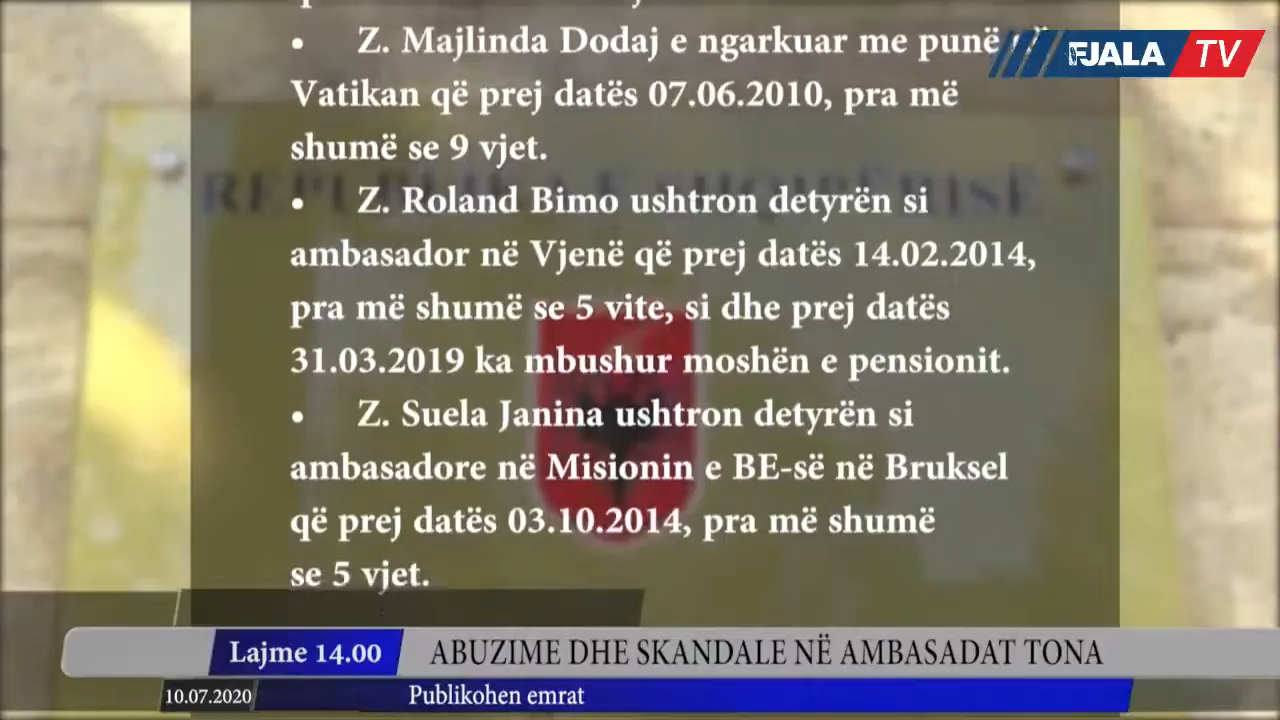 • Z. Majlinda Dodaj e ngarkuar me punë në
FJALA TV
Vatikan që prej datës 07.06.2010, pra më
shumë se 9 vjet.
REPUBLIKA E SHQIPËRISË
• Z. Roland Bimo ushtron detyrën si
ambasador në Vjenë që prej datës 14.02.2014,
pra më shumë se 5 vite, si dhe prej datës
31.03.2019 ka mbushur moshën e pensionit.
• Z. Suela Janina ushtron detyrën si
ambasadore në Misionin e BE-së në Bruksel
që prej datës 03.10.2014, pra më shumë
se 5 vjet.
Lajme 14.00 ABUZIME DHE SKANDALE NË AMBASADAT TONA
10.07.2020 Publikohen emrat